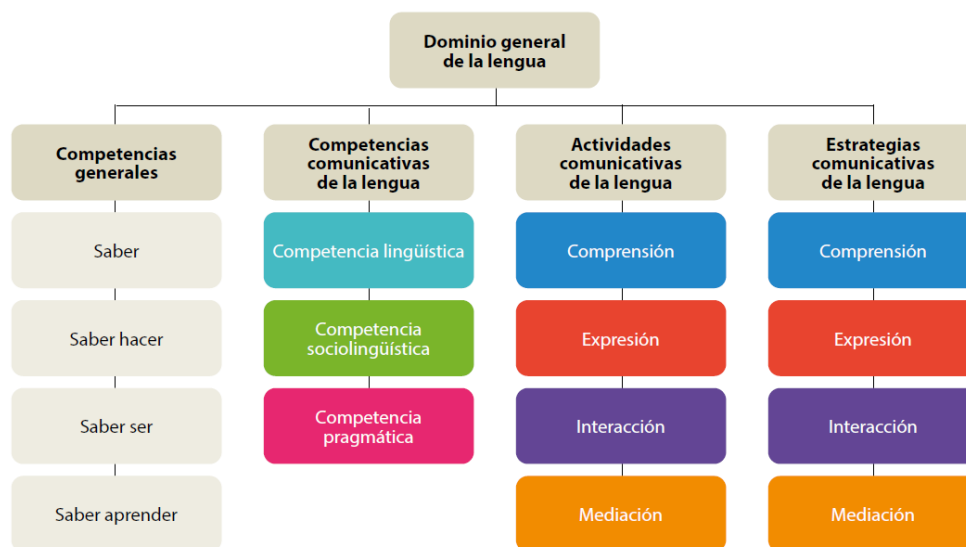 Dominio general
de la lengua
Competencias
generales
Competencias
comunicativas
de la lengua
Actividades
comunicativas
de la lengua
Estrategias
comunicativas
de la lengua
Saber
Competencia lingüística
Comprensión
Comprensión
Saber hacer
Competencia
sociolingüística
Expresión
Expresión
Saber ser
Competencia
pragmática
Interacción
Interacción
Saber aprender
Mediación
Mediación